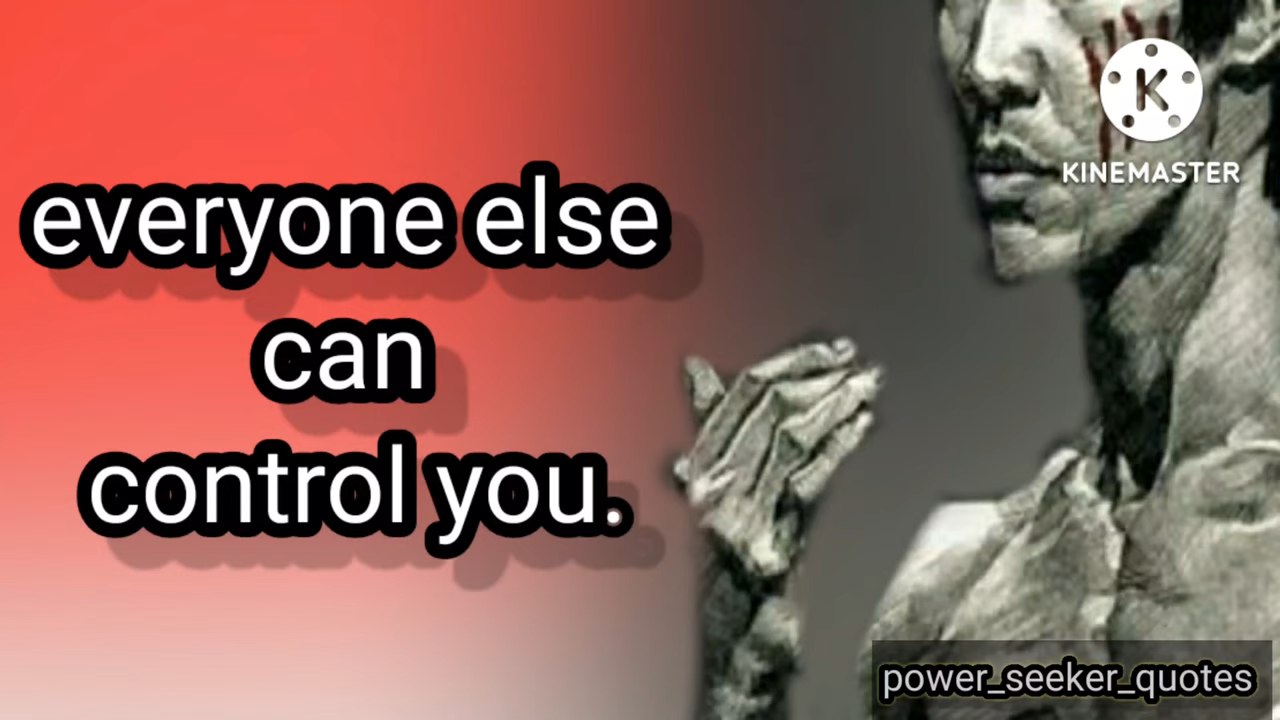 everyone else
can
control you.
K
KINEMASTER
power_seeker_quotes